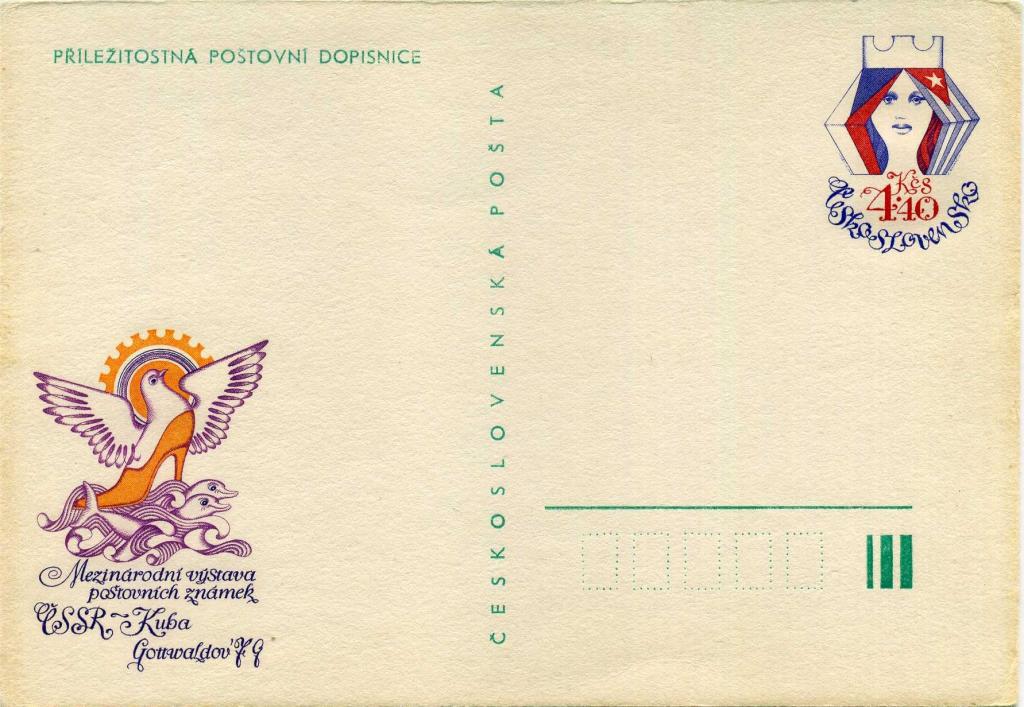 PŘÍLEŽITOSTNÁ POŠTOVNÍ DOPISNICE
Kčs
4·40
Československo
ČESKOSLOVENSKÁ POŠTA
Mezinárodní výstava
poštovních známek
ČSSR–Kuba
Gottwaldov '79